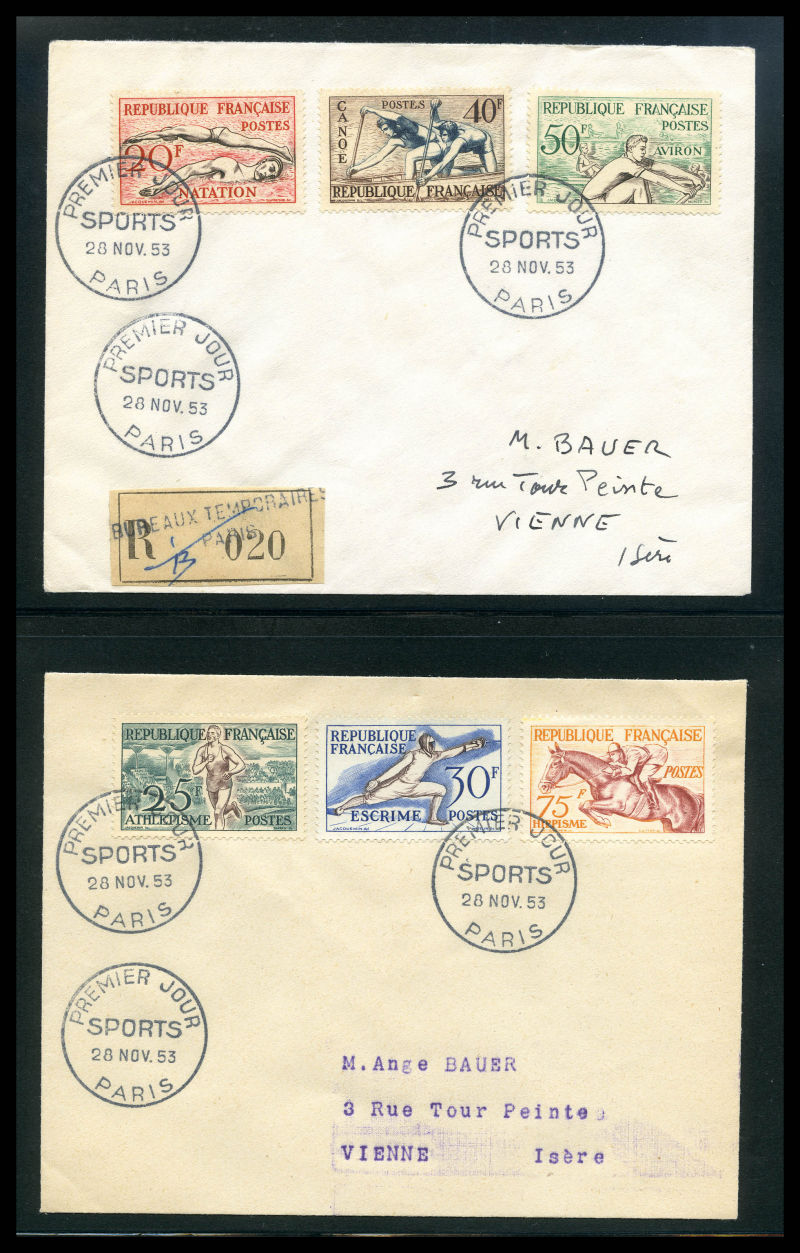 REPUBLIQUE FRANÇAISE
POSTES
20F
NATATION
CANOE
POSTES
40F
REPUBLIQUE FRANÇAISE
REPUBLIQUE FRANÇAISE
50F
POSTES
AVIRON
PREMIER JOUR
SPORTS
28 NOV. 53
PARIS
PREMIER JOUR
SPORTS
28 NOV. 53
PARIS
PREMIER JOUR
SPORTS
28 NOV. 53
PARIS
M. BAUER
3 rue Tour Peinte
VIENNE
Isère
BUREAUX TEMPORAIRES
PARIS
R 020
REPUBLIQUE FRANÇAISE
25F
ATHLETISME POSTES
REPUBLIQUE
FRANÇAISE
30F
ESCRIME POSTES
JACQUEMIN
REPUBLIQUE FRANÇAISE
POSTES
75F
HIPPISME
PREMIER JOUR
SPORTS
28 NOV. 53
PARIS
PREMIER JOUR
SPORTS
28 NOV. 53
PARIS
PREMIER JOUR
SPORTS
28 NOV. 53
PARIS
M. Ange BAUER
3 Rue Tour Peinte
VIENNE Isère